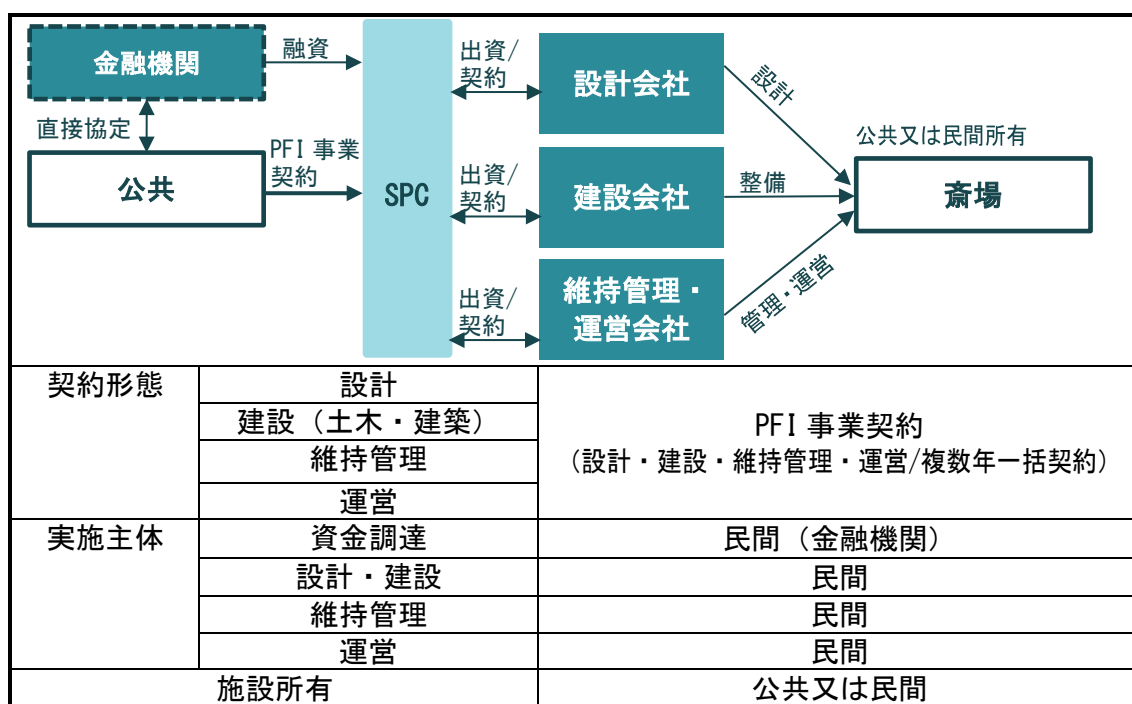 金融機関
融資
直接協定
公共
PFI 事業
契約
SPC
出資/
契約
設計会社
設計
出資/
契約
建設会社
整備
出資/
契約
維持管理・
運営会社
管理・運営
公共又は民間所有
斎場
契約形態
設計
建設（土木・建築）
維持管理
運営
PFI 事業契約
（設計・建設・維持管理・運営/複数年一括契約）
実施主体
資金調達
民間（金融機関）
設計・建設
民間
維持管理
民間
運営
民間
施設所有
公共又は民間